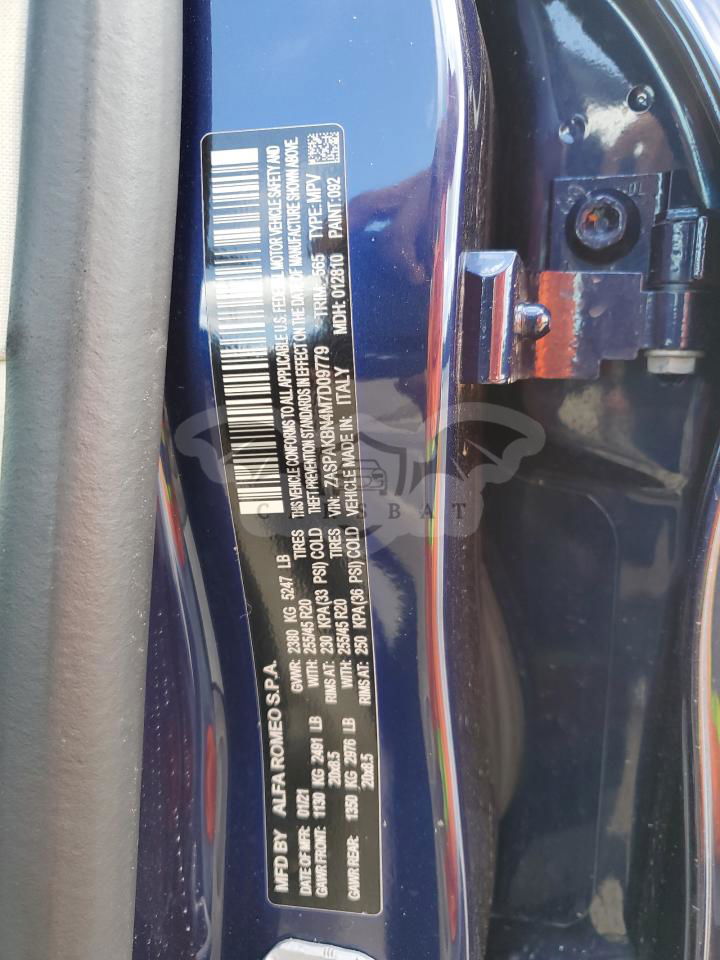 MFD BY ALFA ROMEO S.P.A.
DATE OF MFR: 01/21 GVWR: 2380 KG 5247 LB
GAWR FRONT: 1130 KG 2491 LB WITH: 255/45 R20 TIRES
20x8.5 RIMS AT: 230 KPA(33 PSI) COLD
GAWR REAR: 1350 KG 2976 LB WITH: 255/45 R20 TIRES
20x8.5 RIMS AT: 250 KPA(36 PSI) COLD
THIS VEHICLE CONFORMS TO ALL APPLICABLE U.S. FEDERAL MOTOR VEHICLE SAFETY AND
THEFT PREVENTION STANDARDS IN EFFECT ON THE DATE OF MANUFACTURE SHOWN ABOVE.
VIN: ZASPAKBN4M7D09779 TRIM: 565 TYPE: MPV
VEHICLE MADE IN: ITALY MDH: 012810 PAINT: 092